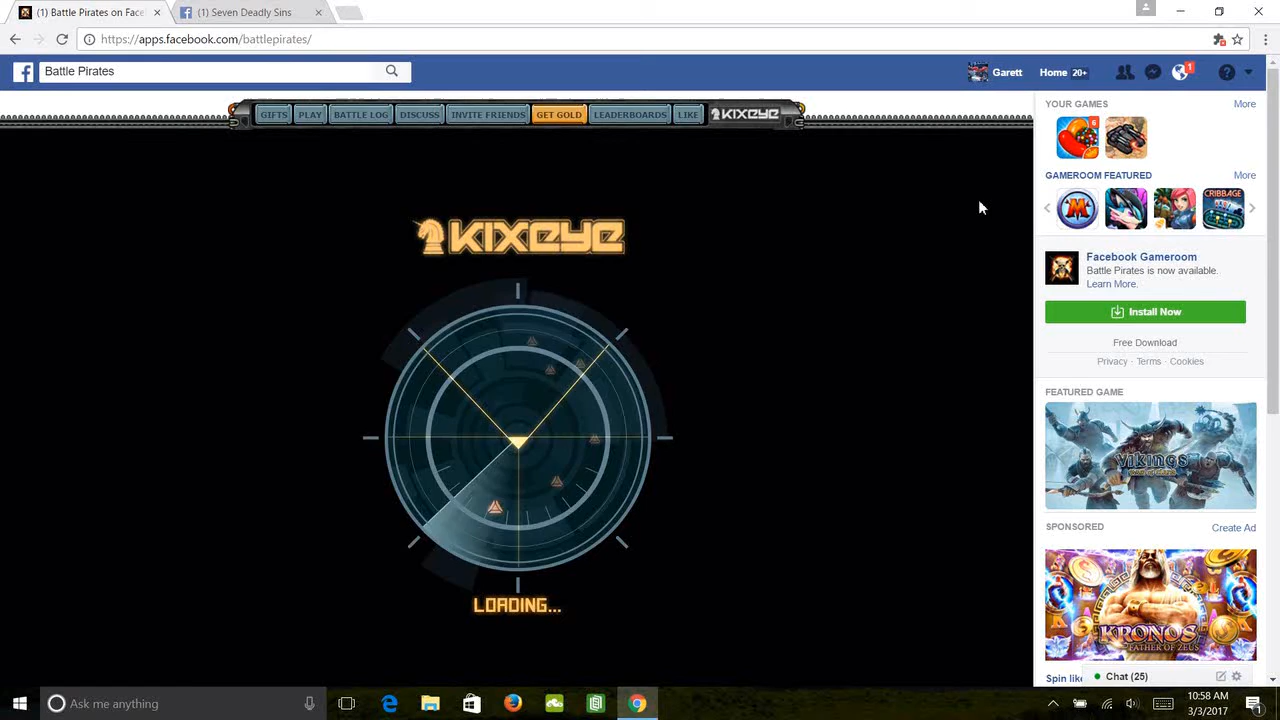 (1) Battle Pirates on Face
(1) Seven Deadly Sins
https://apps.facebook.com/battlepirates/
Battle Pirates
Garett
Home 20+
1
GIFTS
PLAY
BATTLE LOG
DISCUSS
INVITE FRIENDS
GET GOLD
LEADERBOARDS
LIKE
KIXEYE
YOUR GAMES
More
6
GAMEROOM FEATURED
More
CRIBBAGE
KIXEYE
Facebook Gameroom
Battle Pirates is now available.
Learn More.
Install Now
Free Download
Privacy · Terms · Cookies
FEATURED GAME
VIKINGS
LOADING...
SPONSORED
Create Ad
KRONOS
FATHER OF ZEUS
Spin lik
Chat (25)
Ask me anything
10:58 AM
3/3/2017
1